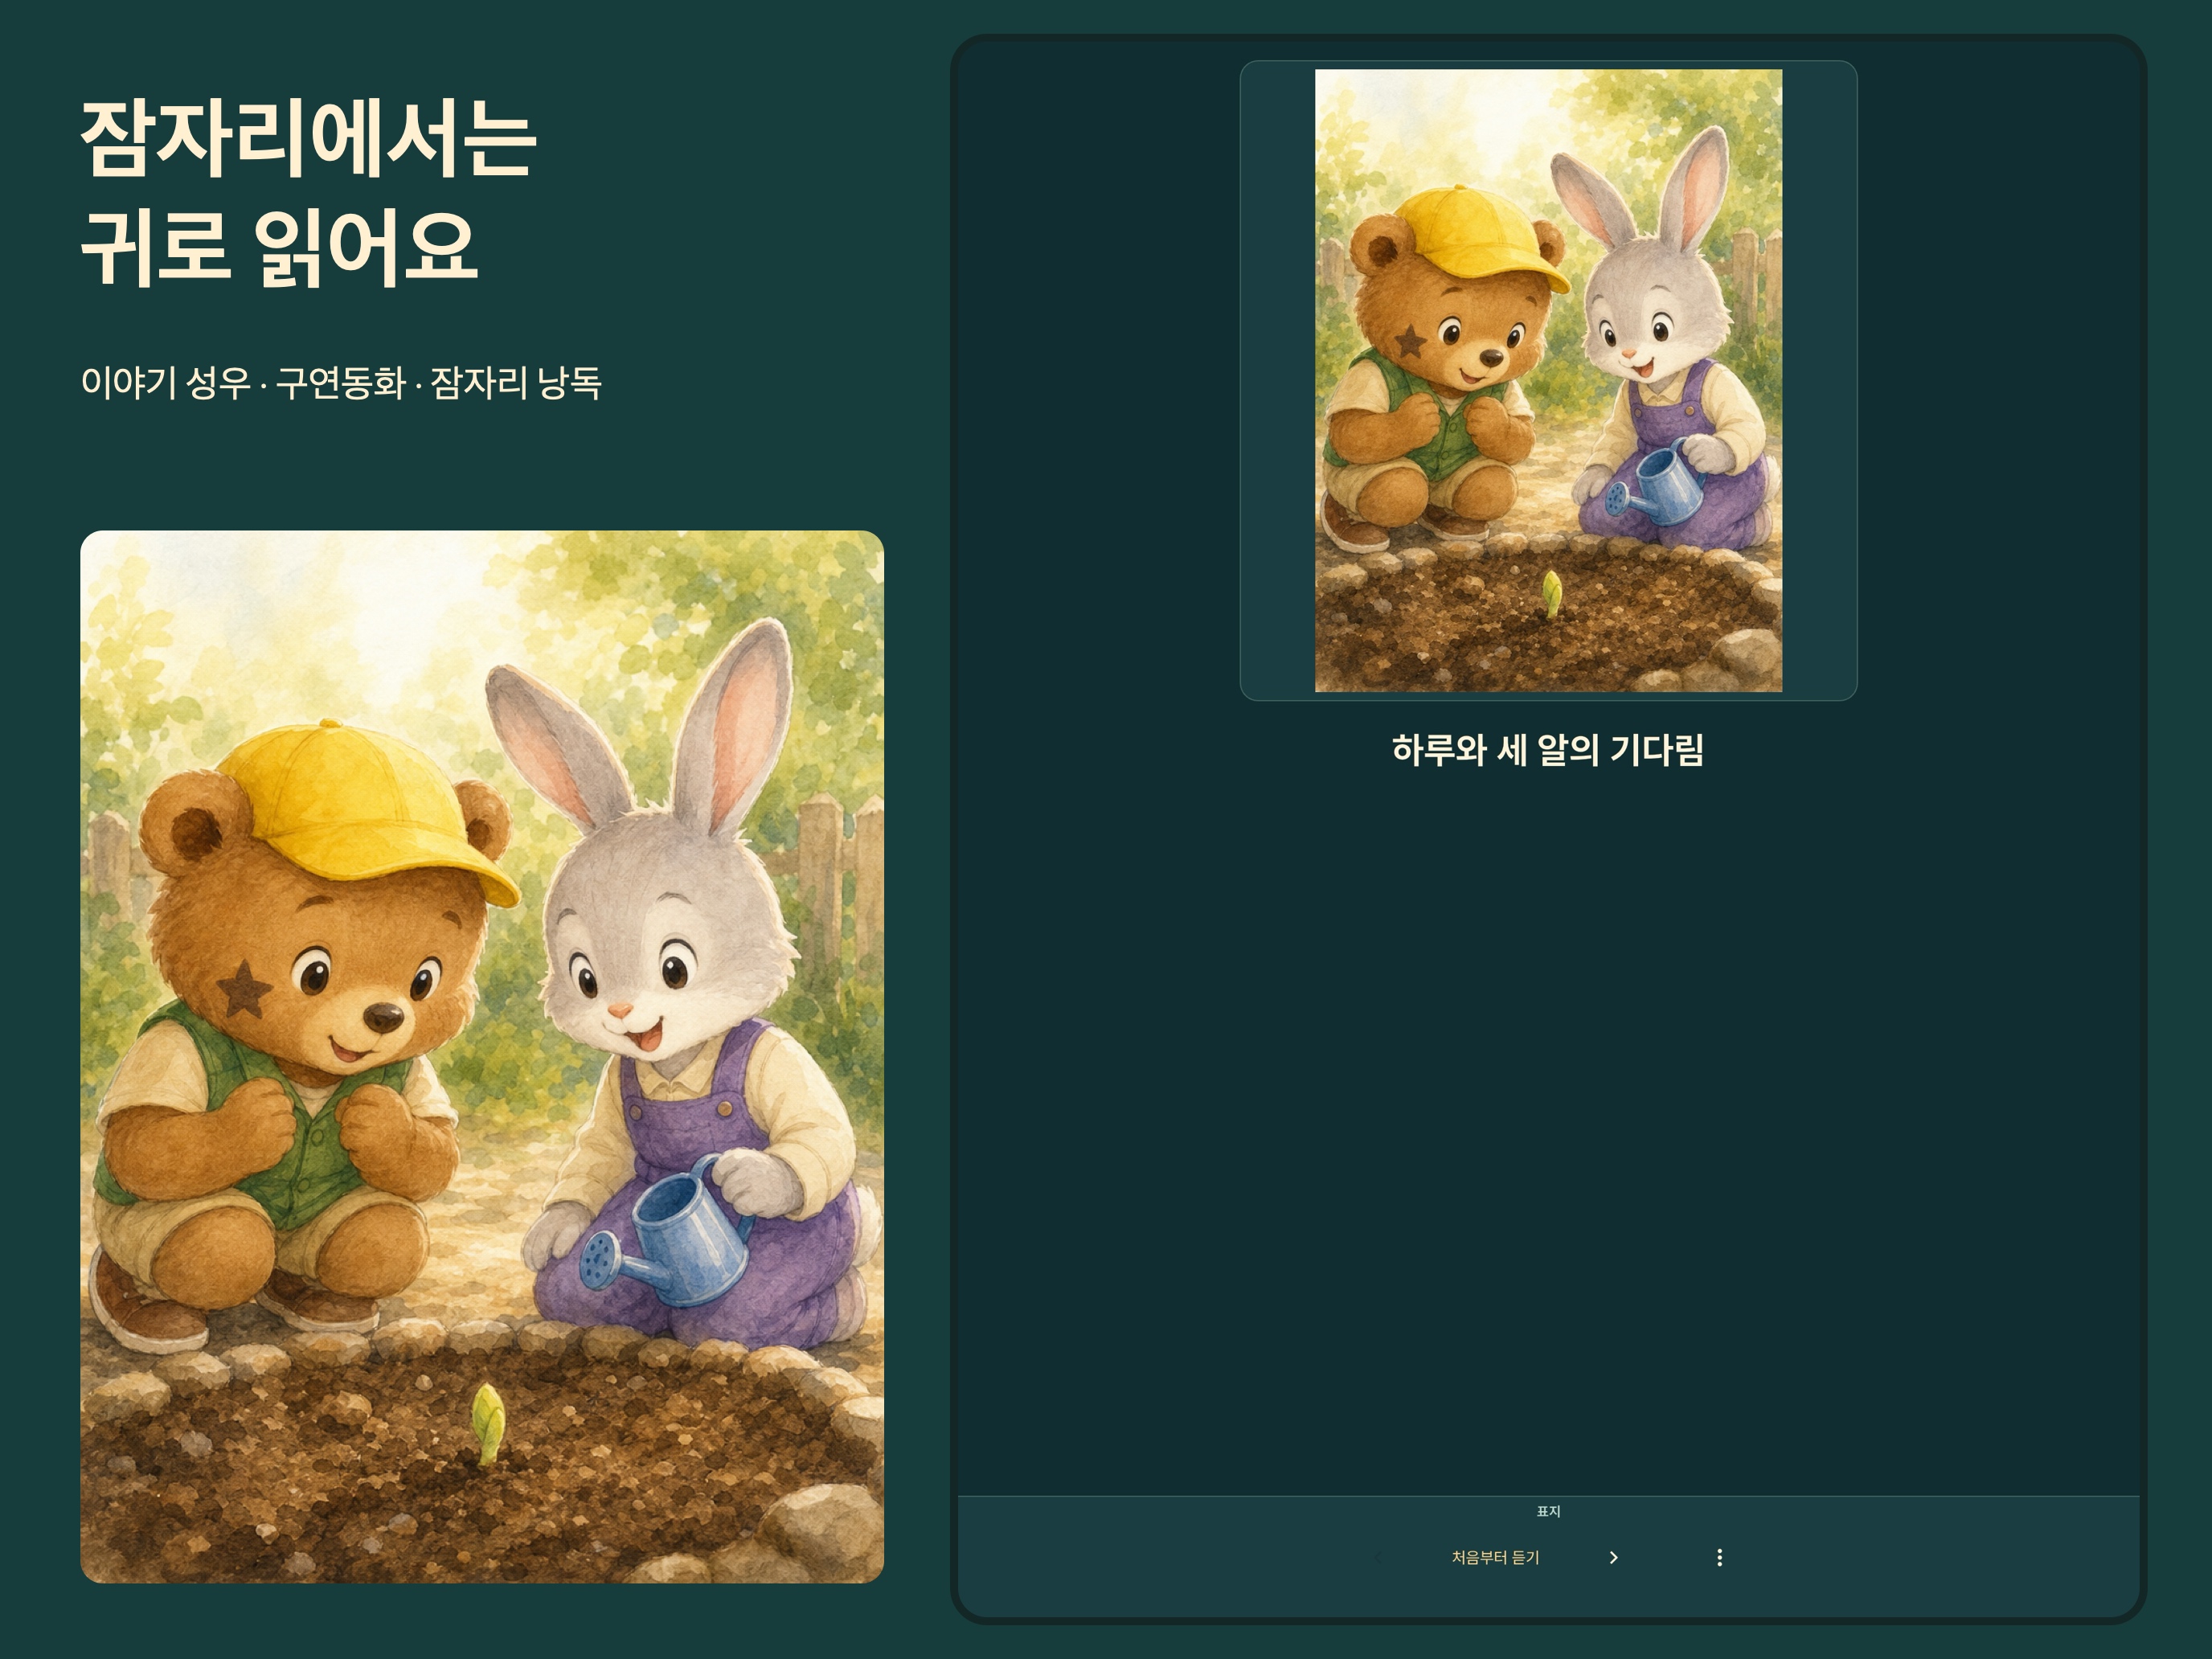 잠자리에서는
귀로 읽어요
이야기 성우 · 구연동화 · 잠자리 낭독
하루와 세 알의 기다림
표지
처음부터 듣기